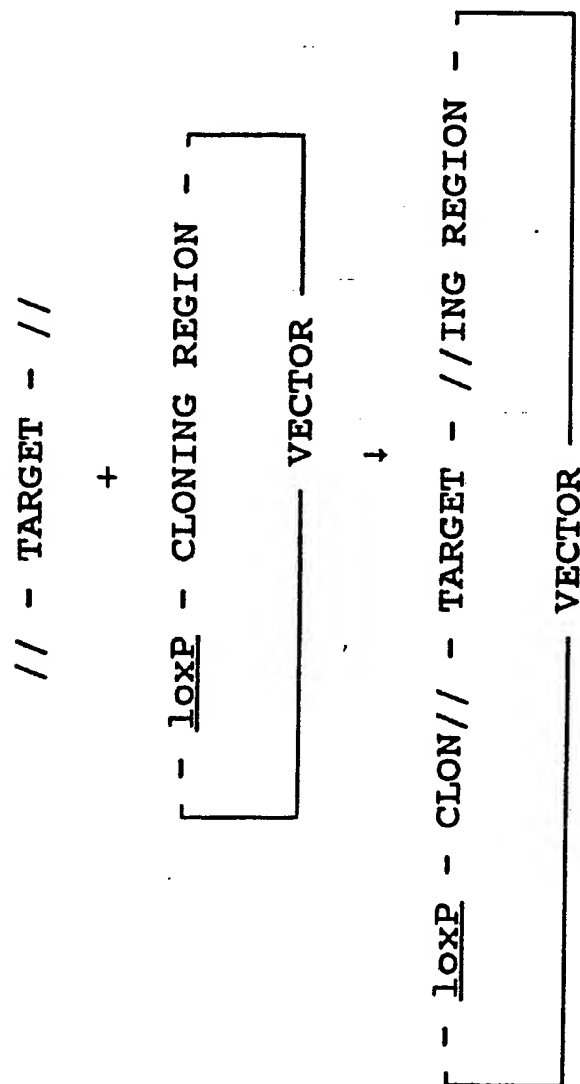 // - TARGET - //
+
- loxP - CLONING REGION -
VECTOR
↓
- loxP - CLON// - TARGET - //ING REGION -
VECTOR